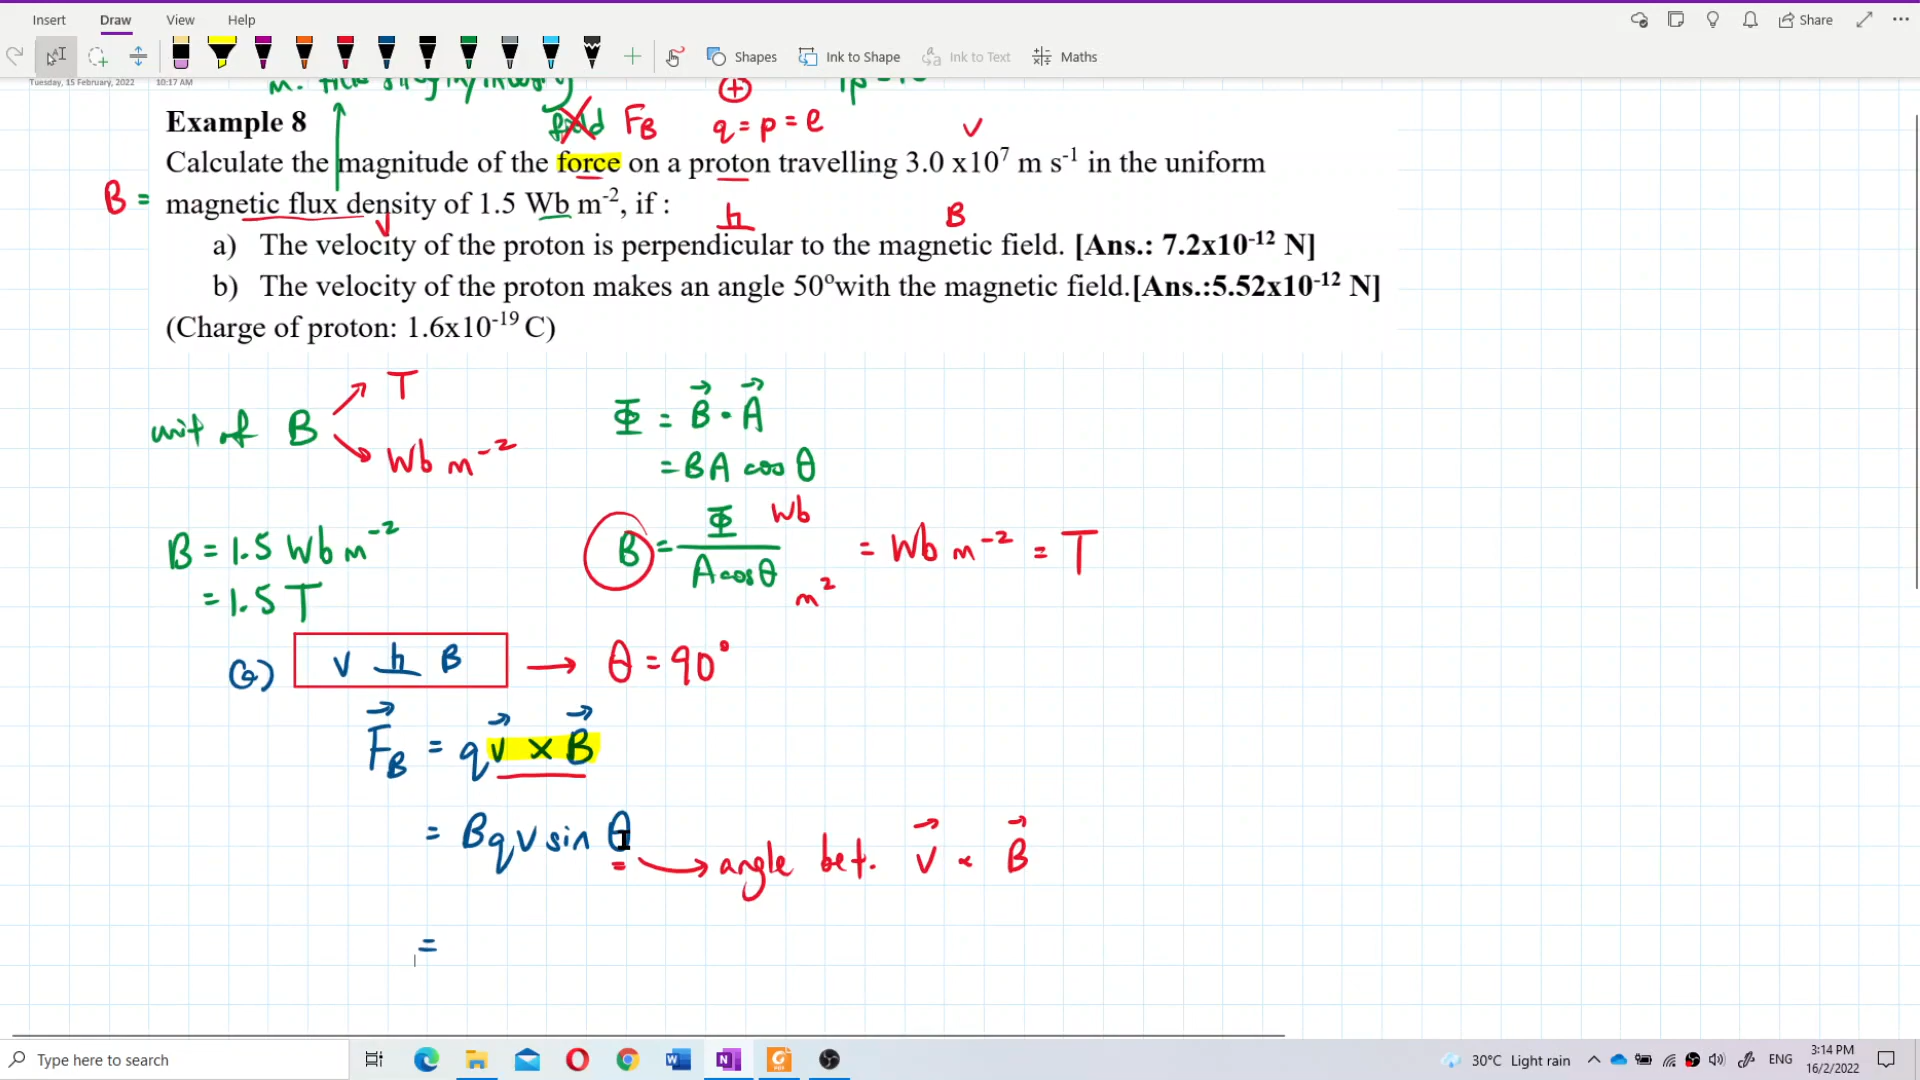 Insert Draw View Help Share
Shapes Ink to Shape Ink to Text Maths
Tuesday, 15 February, 2022 10:17 AM
Example 8 field F_B q = p = e v
Calculate the magnitude of the force on a proton travelling 3.0 x10⁷ m s⁻¹ in the uniform
B = magnetic flux density of 1.5 Wb m⁻², if :
v B
a) The velocity of the proton is perpendicular to the magnetic field. [Ans.: 7.2x10⁻¹² N]
b) The velocity of the proton makes an angle 50ºwith the magnetic field.[Ans.:5.52x10⁻¹² N]
(Charge of proton: 1.6x10⁻¹⁹ C)
unit of B → T
→ Wb m⁻²
Φ = B⃗ · A⃗
= BA cos θ
B = 1.5 Wb m⁻²
= 1.5 T
B = Φ / A cos θ Wb / m² = Wb m⁻² = T
(a) v B → θ = 90°
F⃗_B = q v⃗ × B⃗
= B q v sin θ
→ angle bet. v⃗ & B⃗
=
Type here to search
30°C Light rain ENG 3:14 PM
16/2/2022